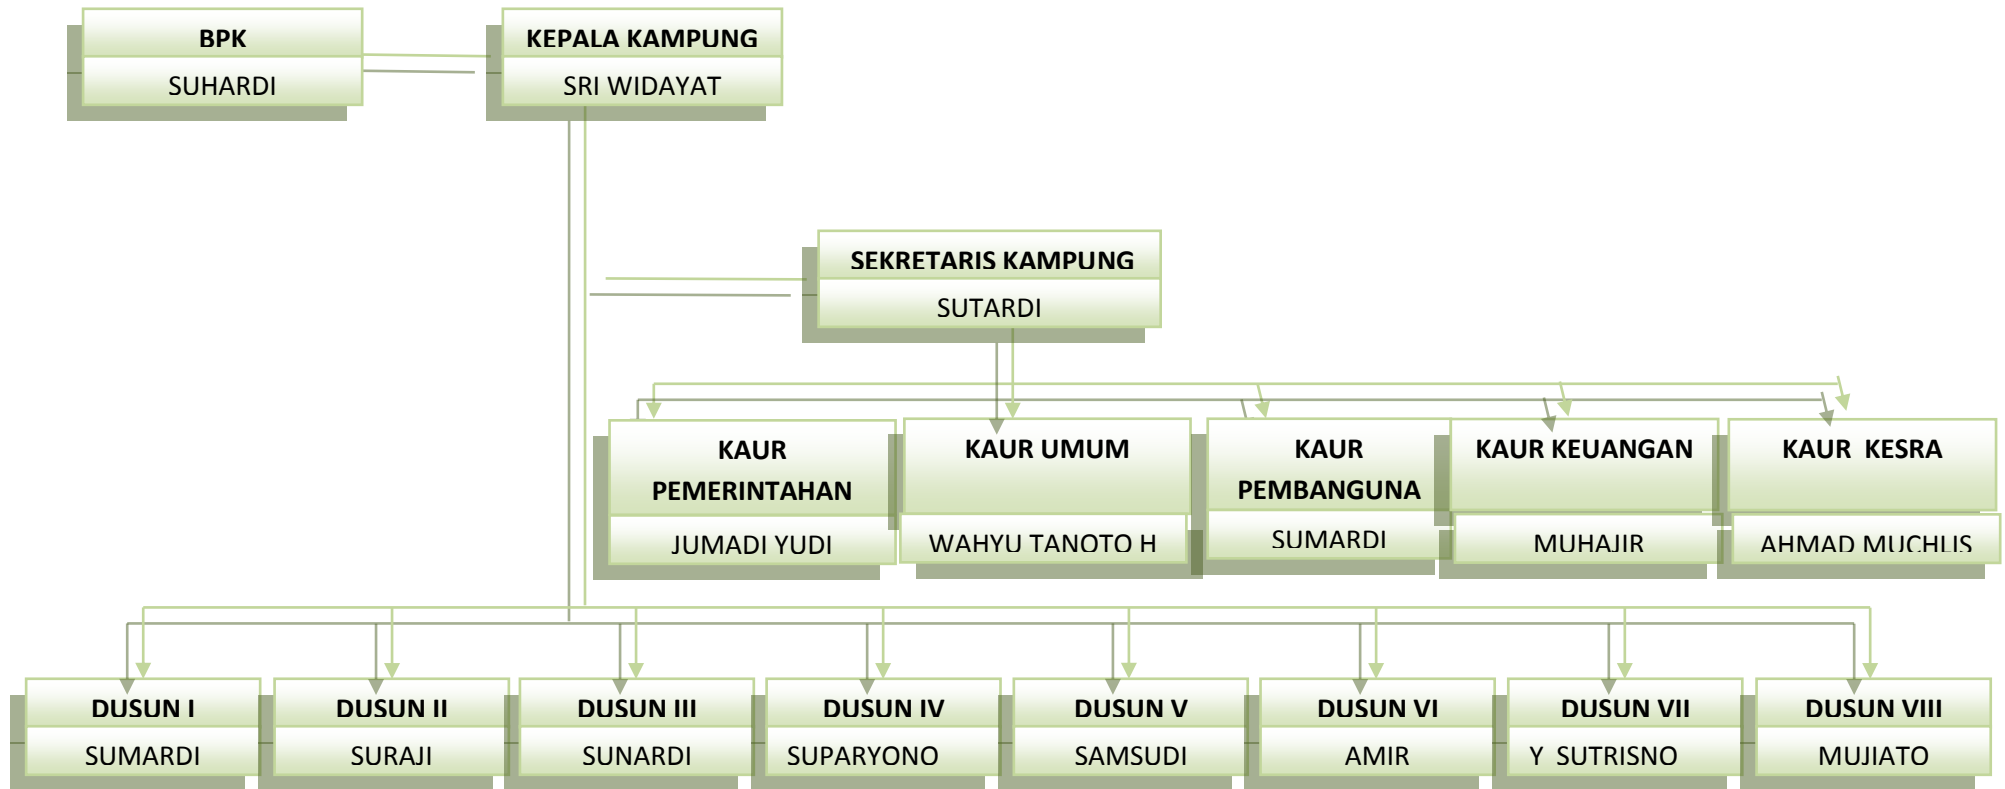 BPK
SUHARDI
KEPALA KAMPUNG
SRI WIDAYAT
SEKRETARIS KAMPUNG
SUTARDI
KAUR
PEMERINTAHAN
JUMADI YUDI
KAUR UMUM
WAHYU TANOTO H
KAUR
PEMBANGUNA
SUMARDI
KAUR KEUANGAN
MUHAJIR
KAUR  KESRA
AHMAD MUCHLIS
DUSUN I
SUMARDI
DUSUN II
SURAJI
DUSUN III
SUNARDI
DUSUN IV
SUPARYONO
DUSUN V
SAMSUDI
DUSUN VI
AMIR
DUSUN VII
Y  SUTRISNO
DUSUN VIII
MUJIATO